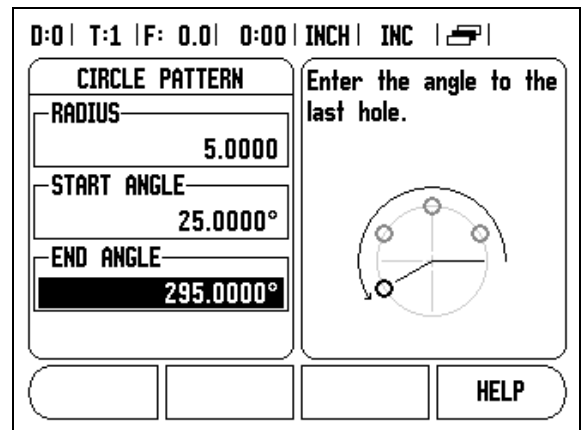 D:0| T:1 |F: 0.0| 0:00| INCH| INC |
CIRCLE PATTERN
RADIUS
5.0000
START ANGLE
25.0000°
END ANGLE
295.0000°
Enter the angle to the
last hole.
HELP